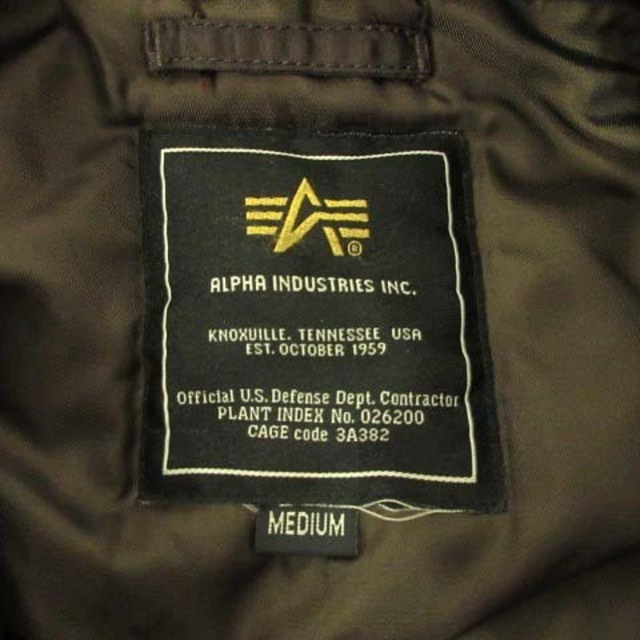 ®
ALPHA INDUSTRIES INC.
KNOXVILLE, TENNESSEE USA
EST. OCTOBER 1959
Official U.S. Defense Dept. Contractor
PLANT INDEX No. 026200
CAGE code 3A382
MEDIUM